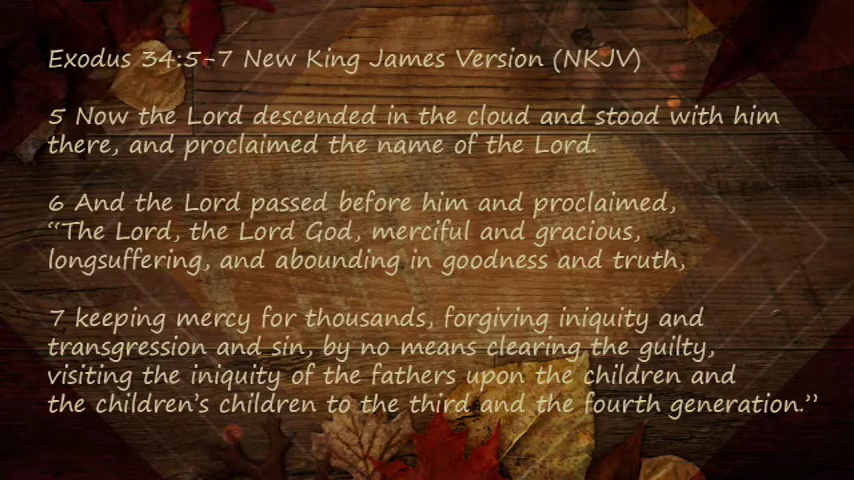 Exodus 34:5-7 New King James Version (NKJV)
5 Now the Lord descended in the cloud and stood with him
there, and proclaimed the name of the Lord.
6 And the Lord passed before him and proclaimed,
“The Lord, the Lord God, merciful and gracious,
longsuffering, and abounding in goodness and truth,
7 keeping mercy for thousands, forgiving iniquity and
transgression and sin, by no means clearing the guilty,
visiting the iniquity of the fathers upon the children and
the children’s children to the third and the fourth generation.”